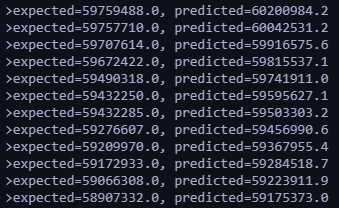 >expected=59759488.0, predicted=60200984.2
>expected=59757710.0, predicted=60042531.2
>expected=59707614.0, predicted=59916575.6
>expected=59672422.0, predicted=59815537.1
>expected=59490318.0, predicted=59741911.0
>expected=59432250.0, predicted=59595627.1
>expected=59432285.0, predicted=59503303.2
>expected=59276607.0, predicted=59456990.6
>expected=59209970.0, predicted=59367955.4
>expected=59172933.0, predicted=59284518.7
>expected=59066308.0, predicted=59223911.9
>expected=58907332.0, predicted=59175373.0